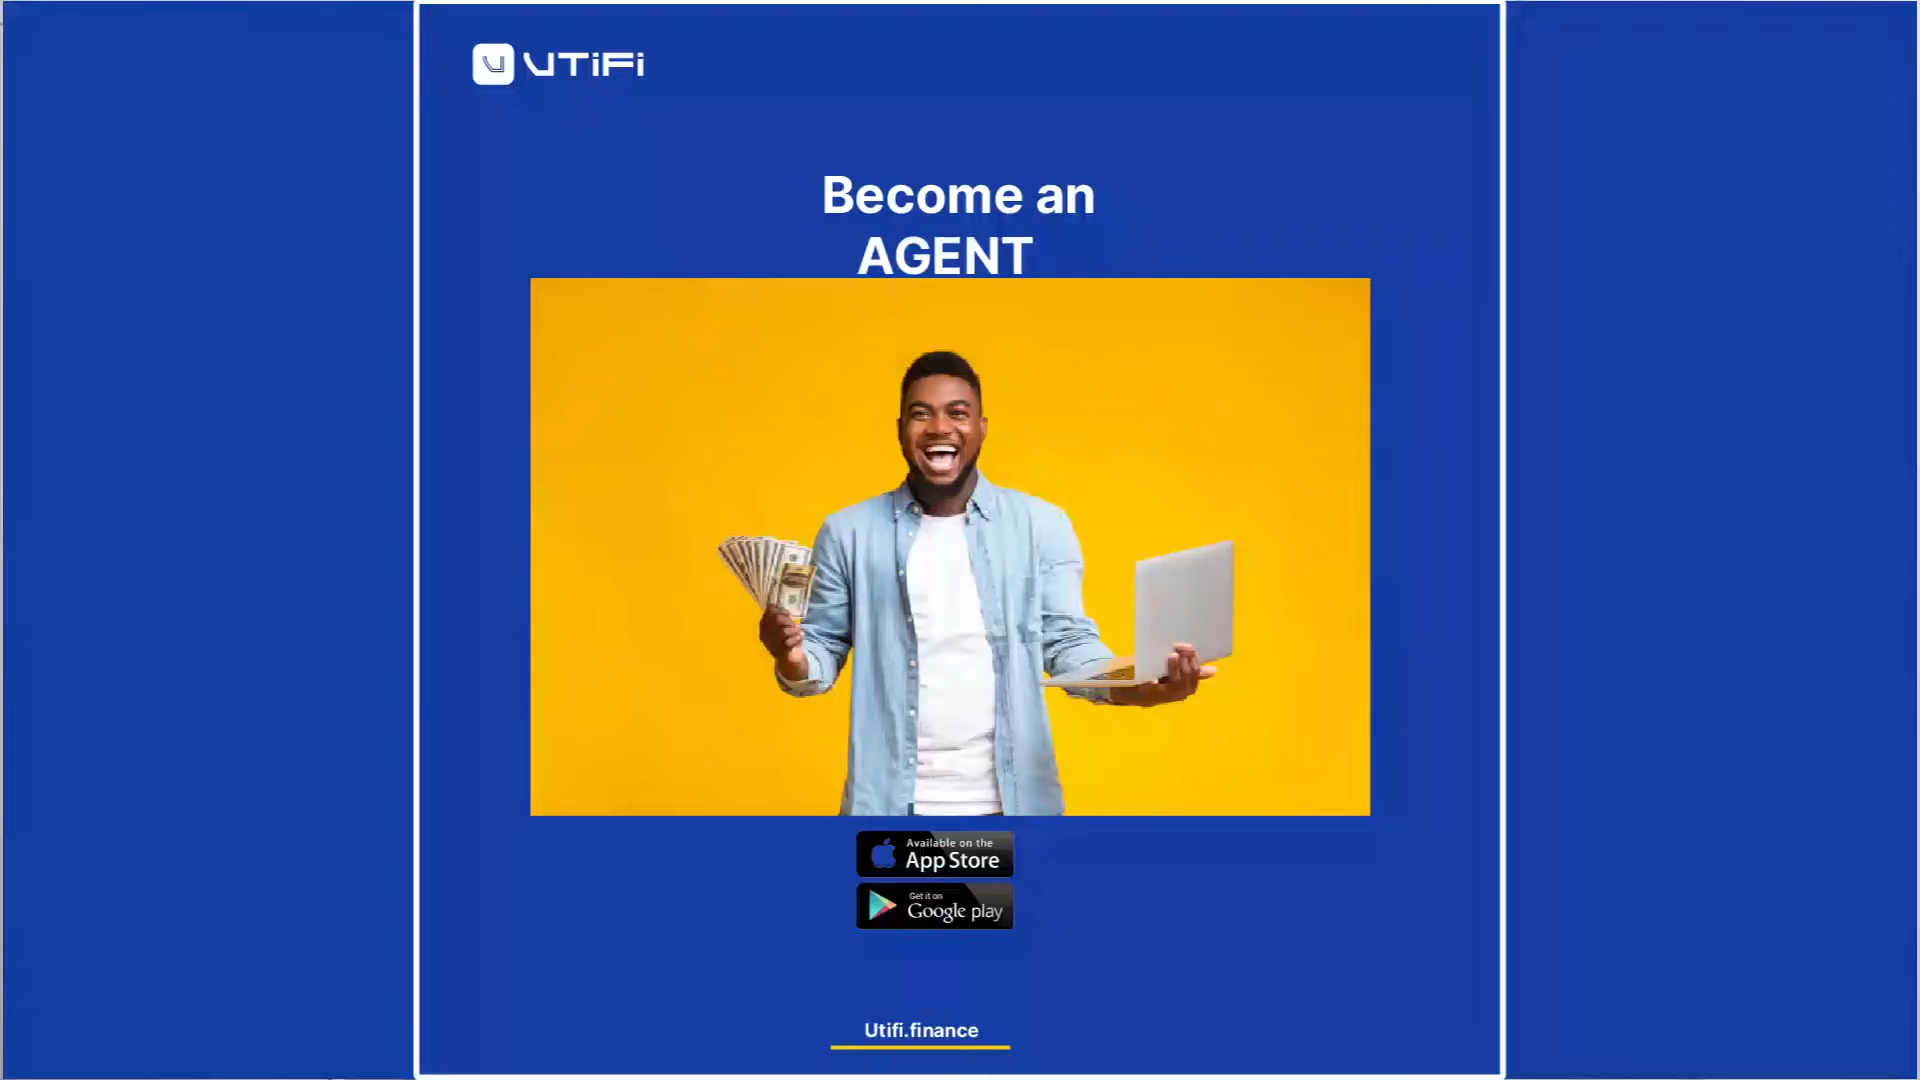 UTiFi
Become an
AGENT
Available on the
App Store
Get it on
Google play
Utifi.finance